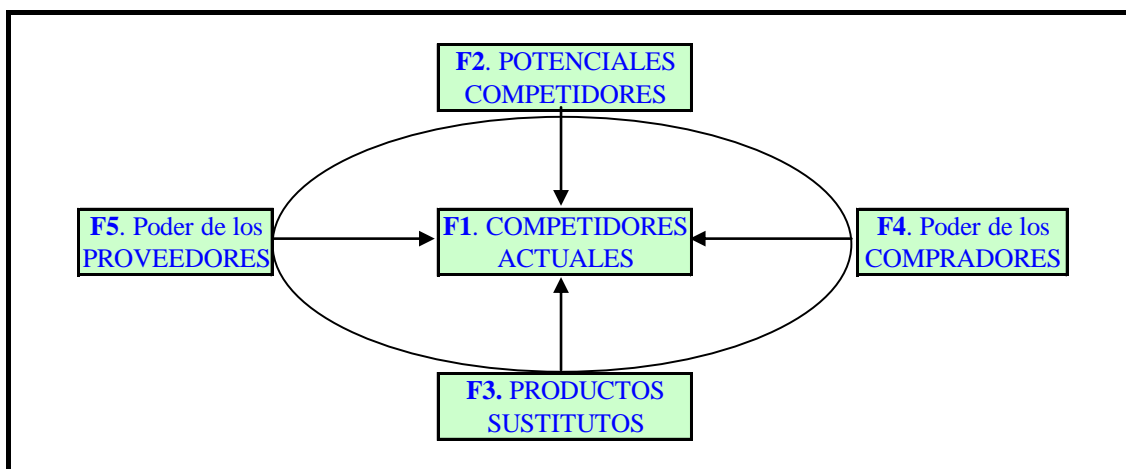 F2. POTENCIALES
COMPETIDORES
F5. Poder de los
PROVEEDORES
F1. COMPETIDORES
ACTUALES
F4. Poder de los
COMPRADORES
F3. PRODUCTOS
SUSTITUTOS